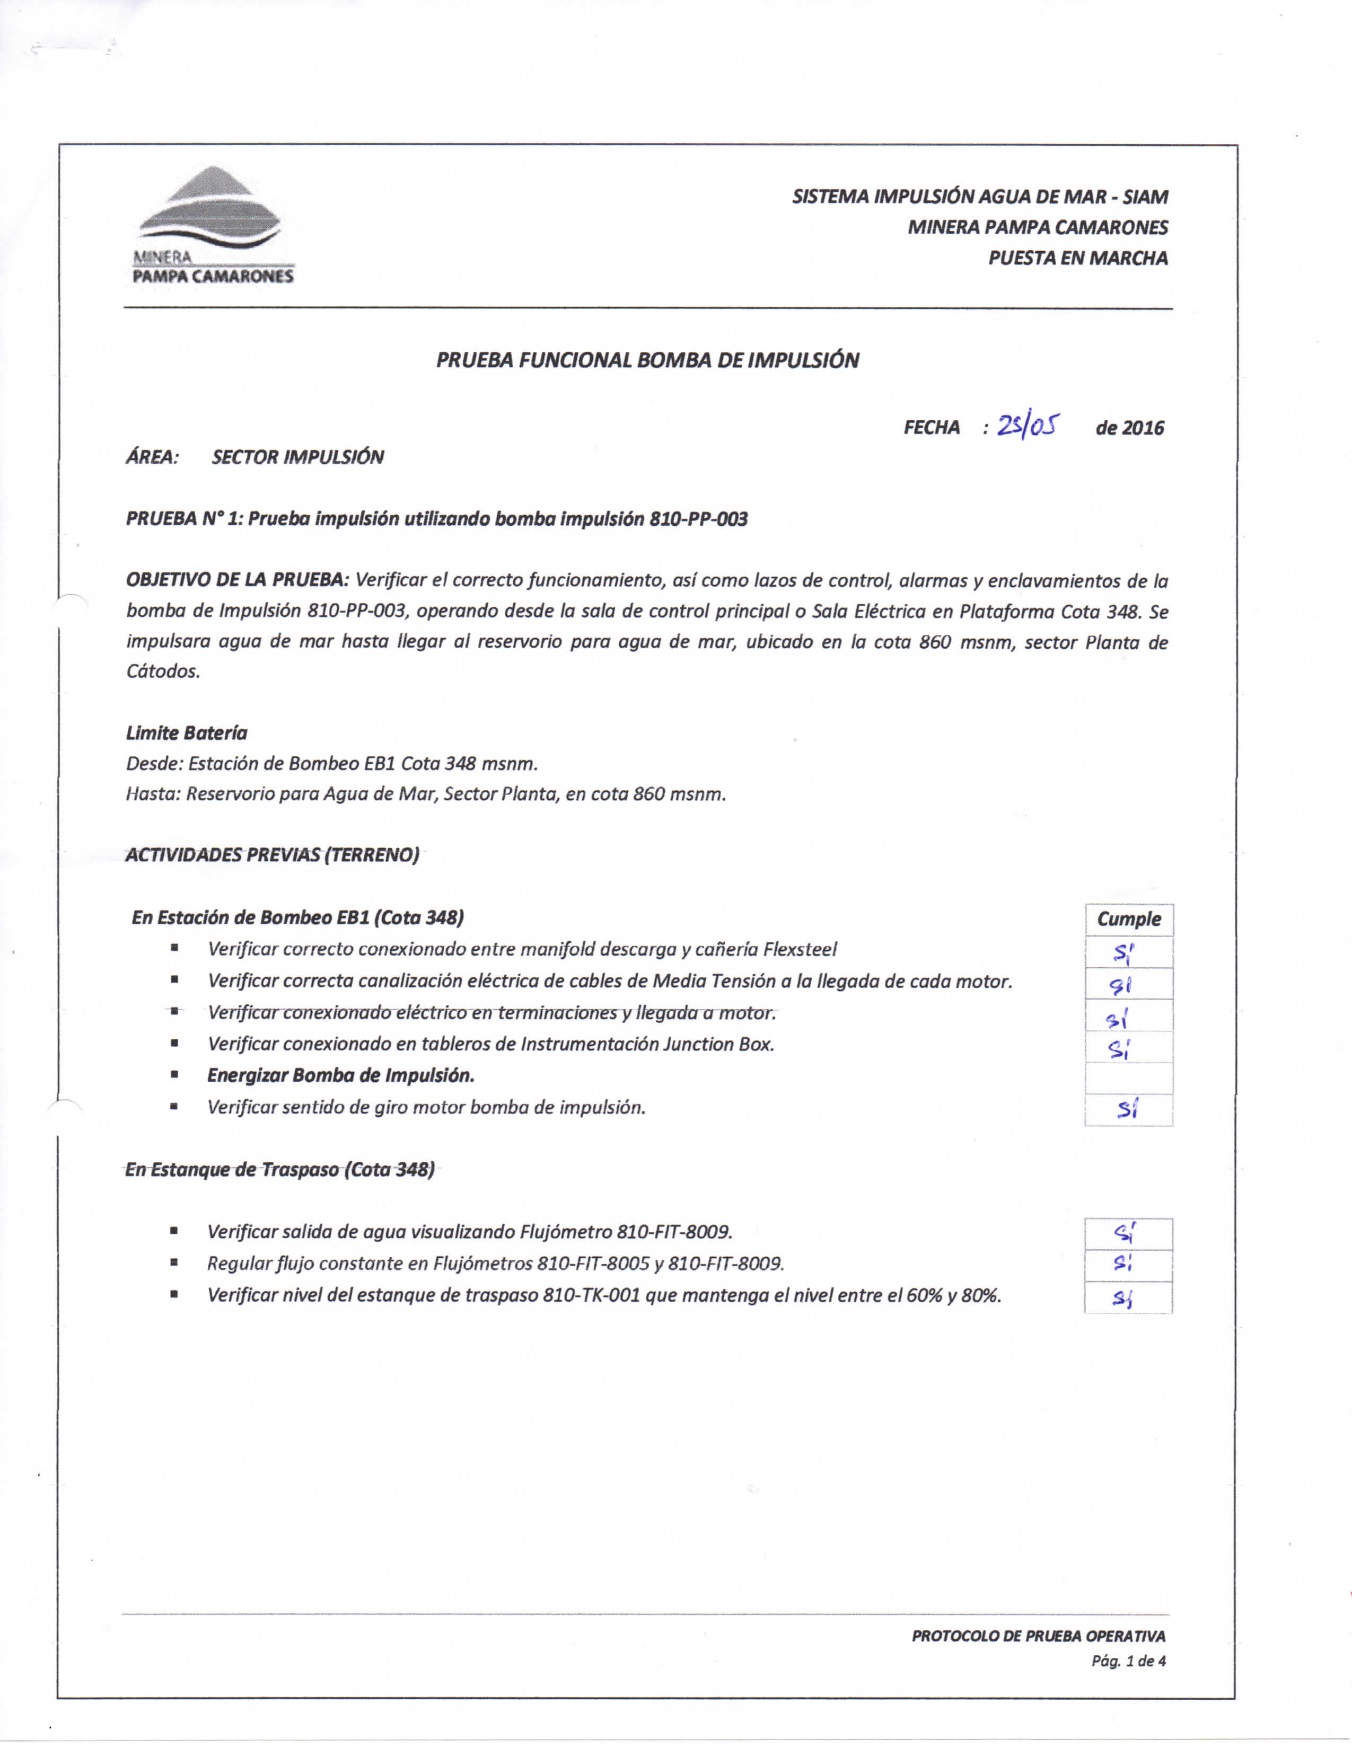 MINERA
PAMPA CAMARONES
SISTEMA IMPULSIÓN AGUA DE MAR - SIAM
MINERA PAMPA CAMARONES
PUESTA EN MARCHA
PRUEBA FUNCIONAL BOMBA DE IMPULSIÓN
FECHA : 25/05 de 2016
ÁREA: SECTOR IMPULSIÓN
PRUEBA N° 1: Prueba impulsión utilizando bomba impulsión 810-PP-003
OBJETIVO DE LA PRUEBA: Verificar el correcto funcionamiento, así como lazos de control, alarmas y enclavamientos de la
bomba de Impulsión 810-PP-003, operando desde la sala de control principal o Sala Eléctrica en Plataforma Cota 348. Se
impulsara agua de mar hasta llegar al reservorio para agua de mar, ubicado en la cota 860 msnm, sector Planta de
Cátodos.
Limite Batería
Desde: Estación de Bombeo EB1 Cota 348 msnm.
Hasta: Reservorio para Agua de Mar, Sector Planta, en cota 860 msnm.
ACTIVIDADES PREVIAS (TERRENO)
En Estación de Bombeo EB1 (Cota 348) Cumple
▪ Verificar correcto conexionado entre manifold descarga y cañería Flexsteel Sí
▪ Verificar correcta canalización eléctrica de cables de Media Tensión a la llegada de cada motor. Sí
▪ Verificar conexionado eléctrico en terminaciones y llegada a motor. Sí
▪ Verificar conexionado en tableros de Instrumentación Junction Box. Sí
▪ Energizar Bomba de Impulsión.
▪ Verificar sentido de giro motor bomba de impulsión. Sí
En Estanque de Traspaso (Cota 348)
▪ Verificar salida de agua visualizando Flujómetro 810-FIT-8009. Sí
▪ Regular flujo constante en Flujómetros 810-FIT-8005 y 810-FIT-8009. Sí
▪ Verificar nivel del estanque de traspaso 810-TK-001 que mantenga el nivel entre el 60% y 80%. Sí
PROTOCOLO DE PRUEBA OPERATIVA
Pág. 1 de 4